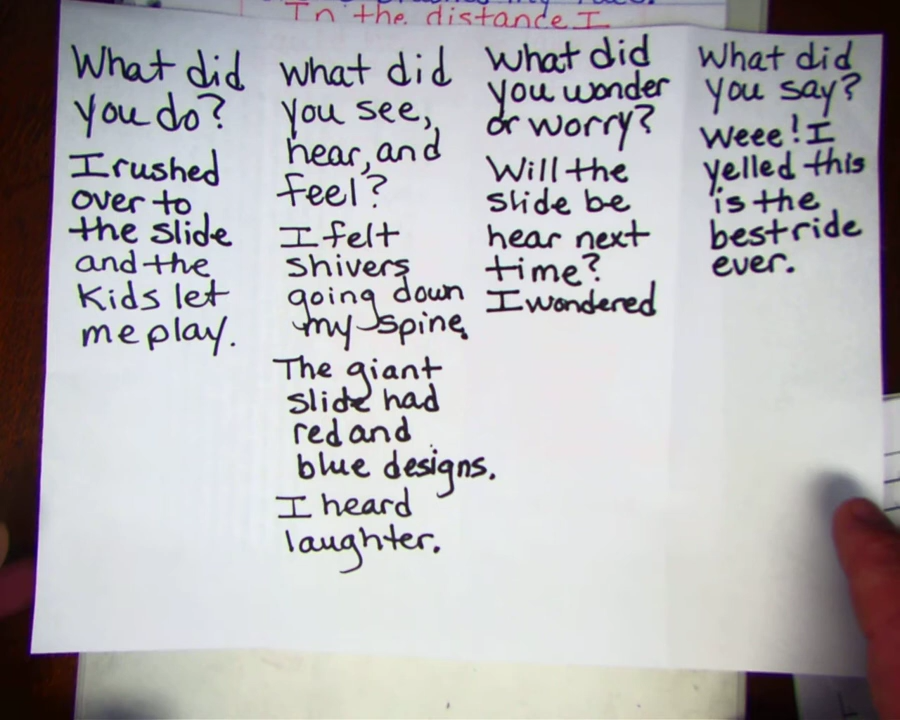 In the distance I
What did
you do?
I rushed
over to
the slide
and the
Kids let
me play.
What did
you see,
hear, and
feel?
I felt
shivers
going down
my spine.
The giant
slide had
red and
blue designs.
I heard
laughter.
What did
you wonder
or worry?
Will the
slide be
hear next
time?
I wondered
What did
you say?
Weee! I
yelled this
is the
best ride
ever.